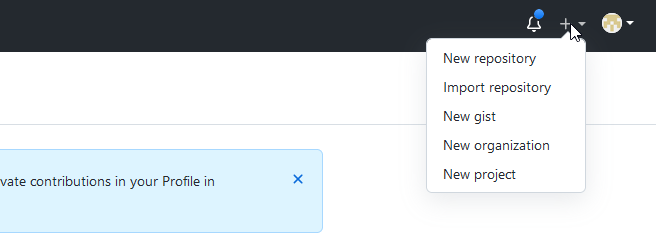 New repository
Import repository
New gist
New organization
New project
vate contributions in your Profile in